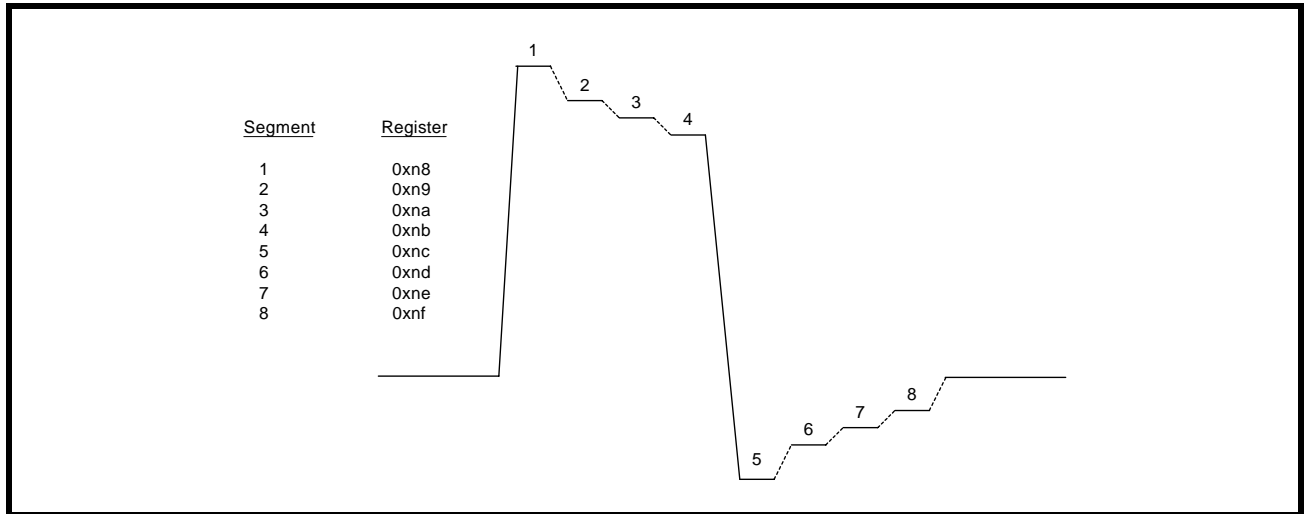 Segment Register
1 0xn8
2 0xn9
3 0xna
4 0xnb
5 0xnc
6 0xnd
7 0xne
8 0xnf
1
2
3
4
5
6
7
8